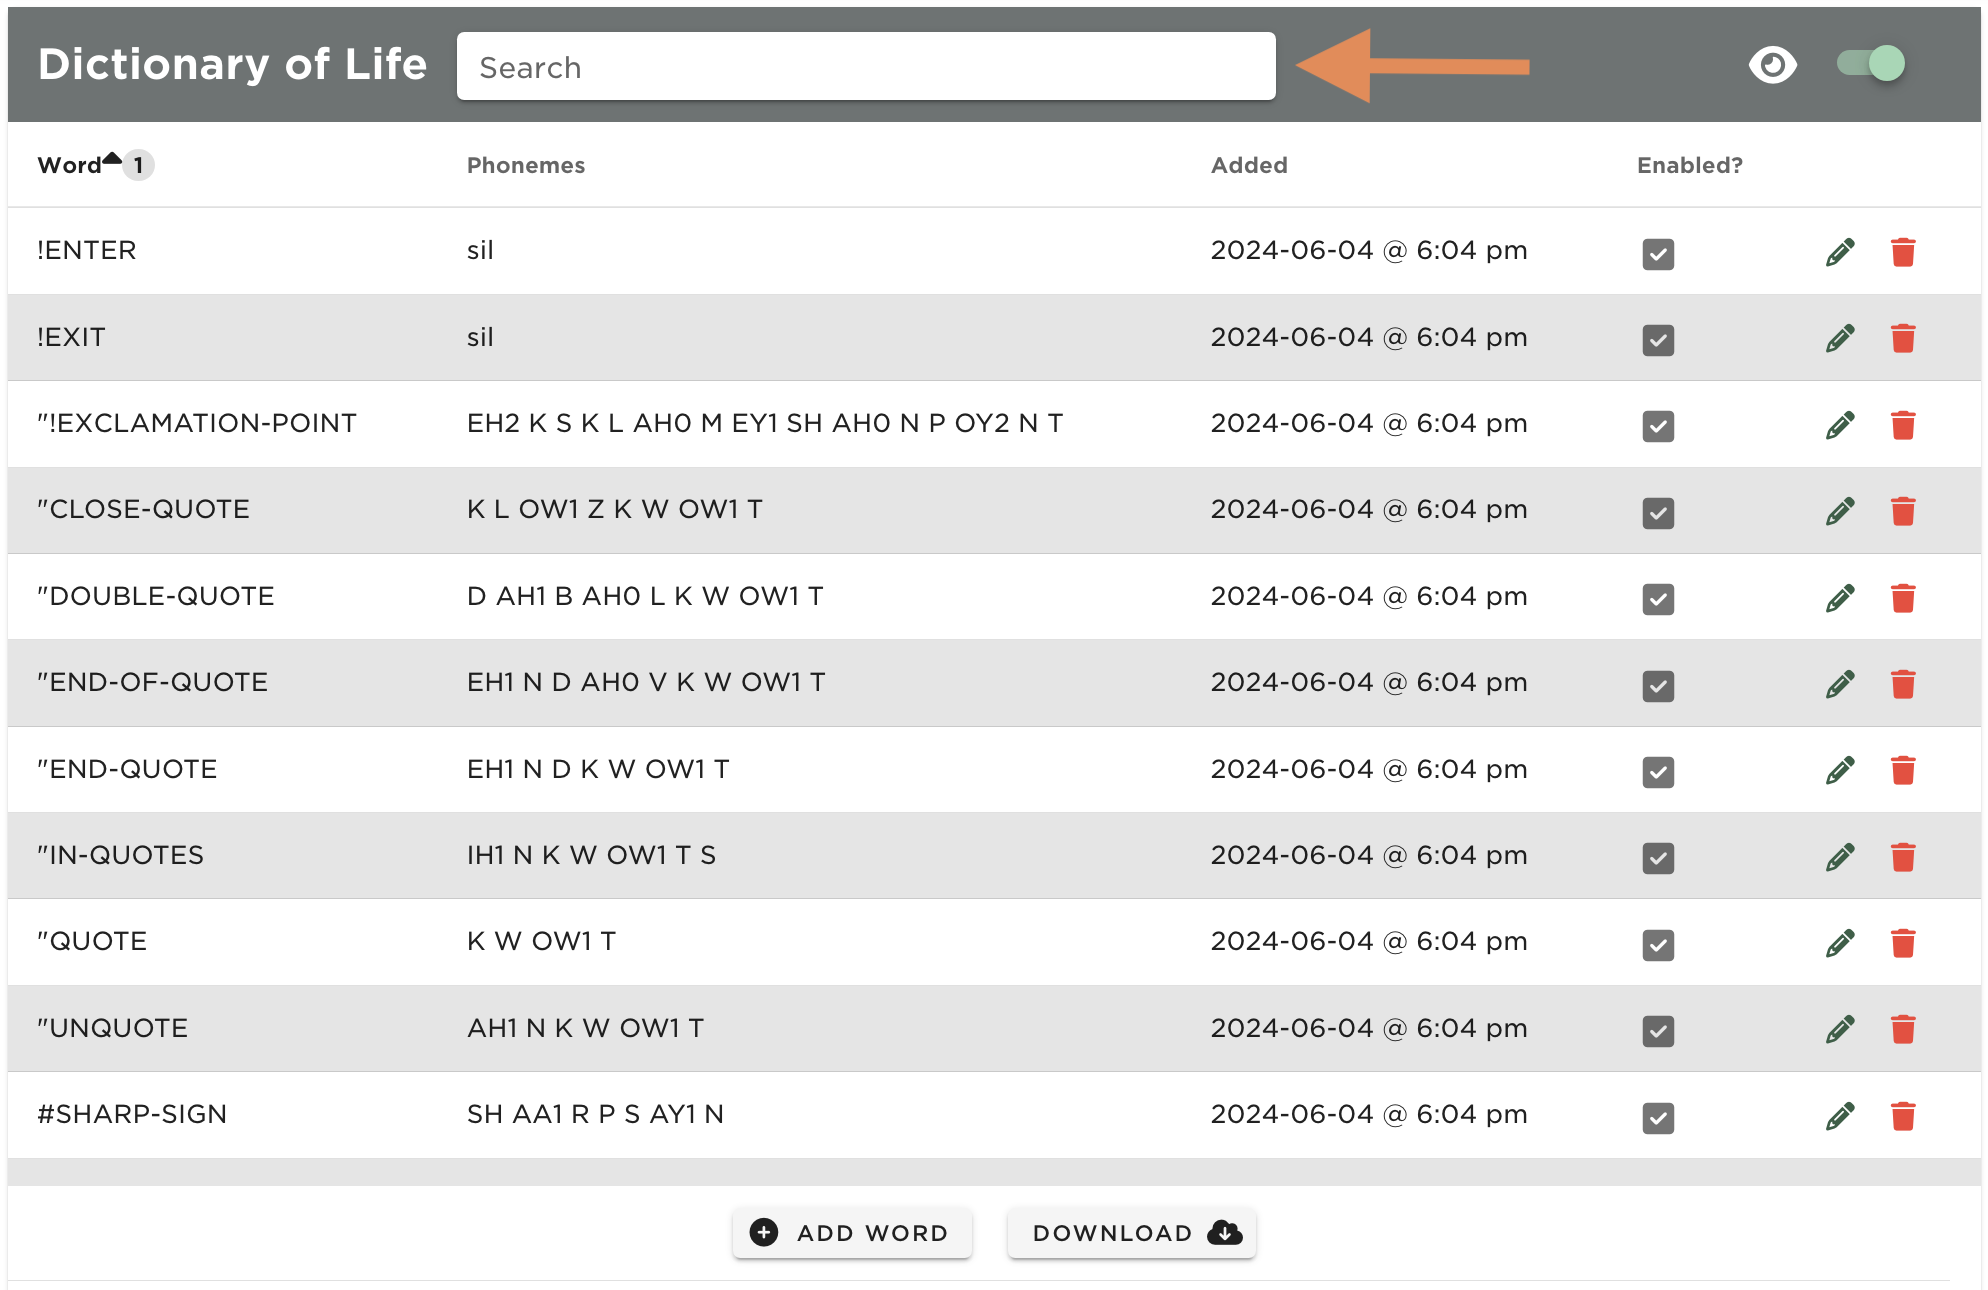 Dictionary of Life Search
Word 1 Phonemes Added Enabled?
!ENTER sil 2024-06-04 @ 6:04 pm
!EXIT sil 2024-06-04 @ 6:04 pm
"!EXCLAMATION-POINT EH2 K S K L AH0 M EY1 SH AH0 N P OY2 N T 2024-06-04 @ 6:04 pm
"CLOSE-QUOTE K L OW1 Z K W OW1 T 2024-06-04 @ 6:04 pm
"DOUBLE-QUOTE D AH1 B AH0 L K W OW1 T 2024-06-04 @ 6:04 pm
"END-OF-QUOTE EH1 N D AH0 V K W OW1 T 2024-06-04 @ 6:04 pm
"END-QUOTE EH1 N D K W OW1 T 2024-06-04 @ 6:04 pm
"IN-QUOTES IH1 N K W OW1 T S 2024-06-04 @ 6:04 pm
"QUOTE K W OW1 T 2024-06-04 @ 6:04 pm
"UNQUOTE AH1 N K W OW1 T 2024-06-04 @ 6:04 pm
#SHARP-SIGN SH AA1 R P S AY1 N 2024-06-04 @ 6:04 pm
ADD WORD DOWNLOAD